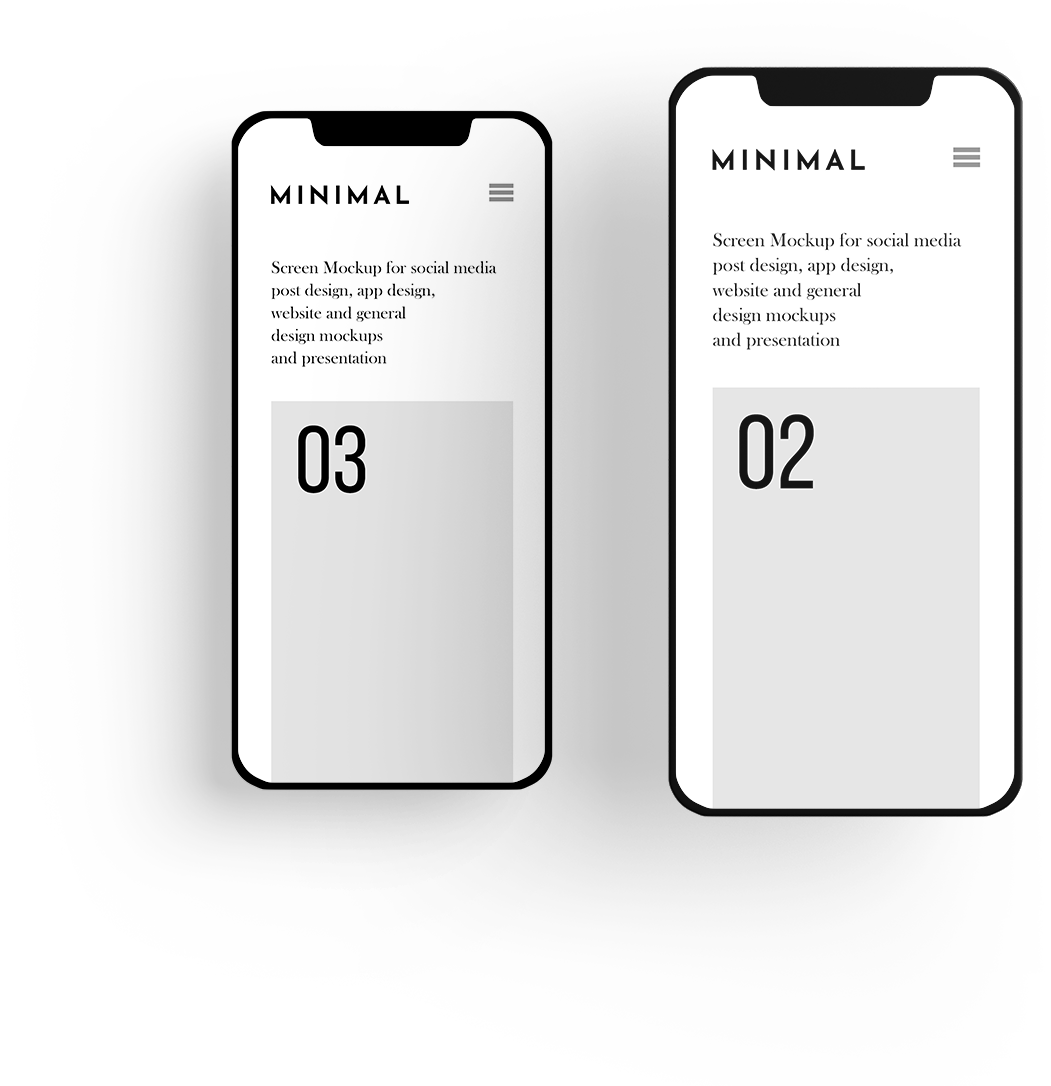 MINIMAL
Screen Mockup for social media
post design, app design,
website and general
design mockups
and presentation
03
MINIMAL
Screen Mockup for social media
post design, app design,
website and general
design mockups
and presentation
02